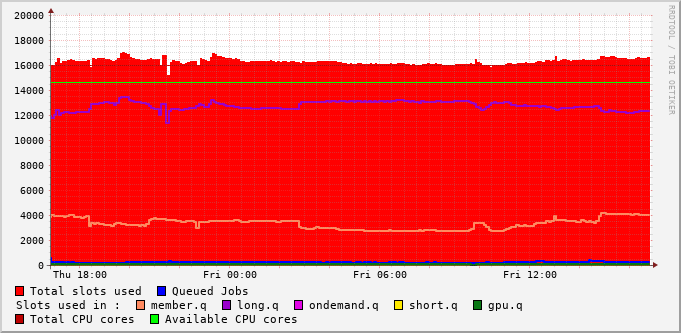 RRDTOOL / TOBI OETIKER
20000
18000
16000
14000
12000
10000
8000
6000
4000
2000
0
Thu 18:00 Fri 00:00 Fri 06:00 Fri 12:00
Total slots used Queued Jobs
Slots used in : member.q long.q ondemand.q short.q gpu.q
Total CPU cores Available CPU cores